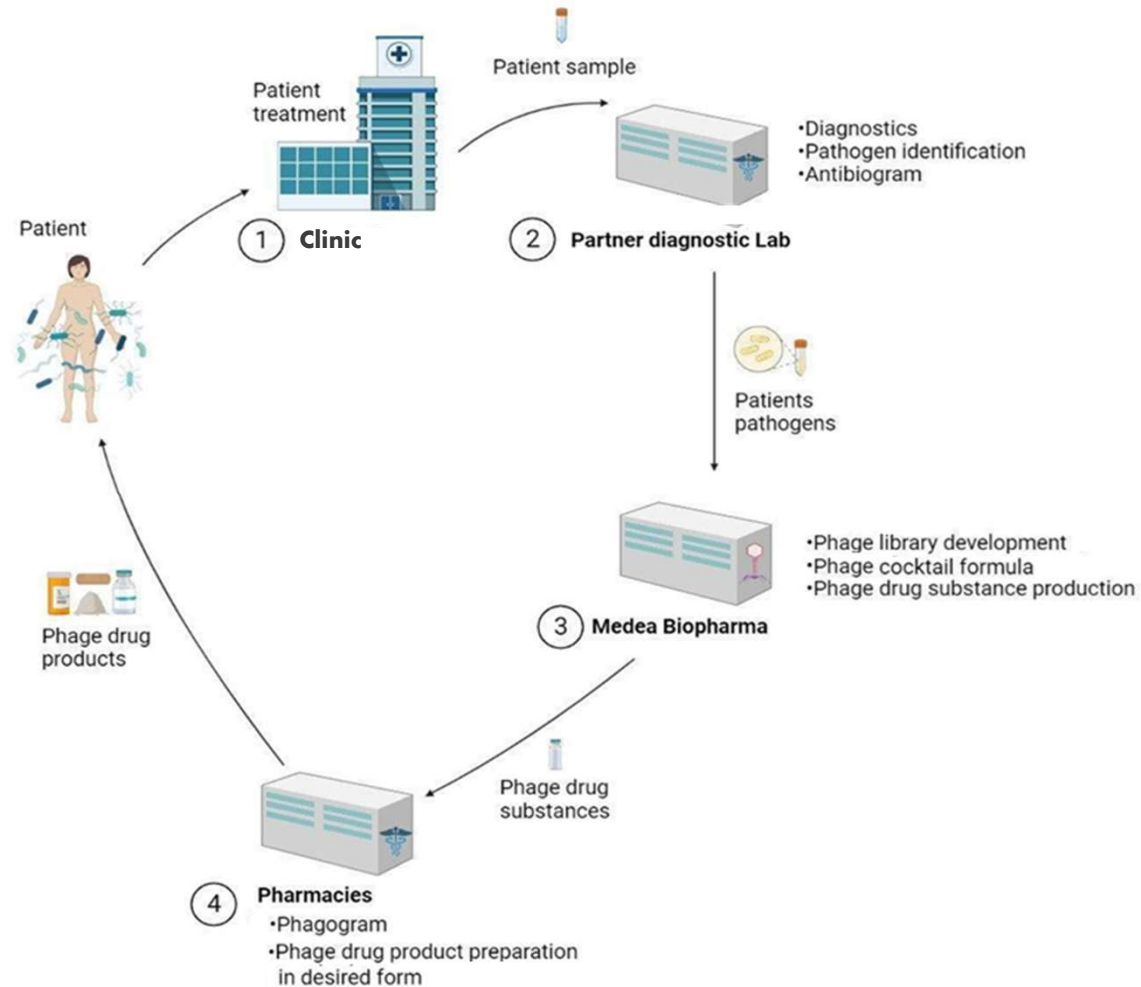 Patient sample
Patient
treatment
•Diagnostics
•Pathogen identification
•Antibiogram
Patient
1 Clinic
2 Partner diagnostic Lab
Patients
pathogens
•Phage library development
•Phage cocktail formula
•Phage drug substance production
3 Medea Biopharma
Phage drug
products
Phage drug
substances
4 Pharmacies
•Phagogram
•Phage drug product preparation
in desired form